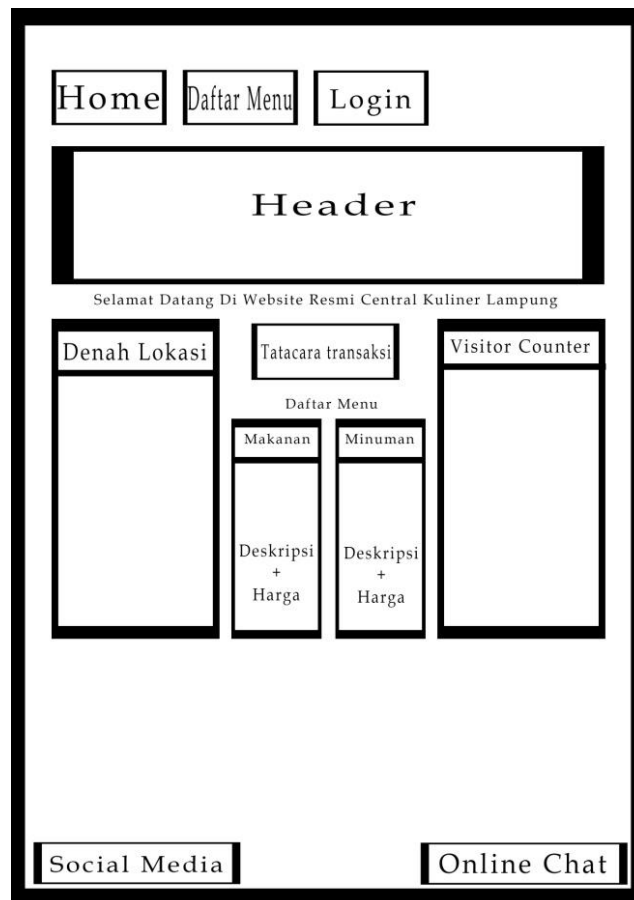 Home
Daftar Menu
Login
Header
Selamat Datang Di Website Resmi Central Kuliner Lampung
Denah Lokasi
Tatacara transaksi
Visitor Counter
Daftar Menu
Makanan
Minuman
Deskripsi
+
Harga
Deskripsi
+
Harga
Social Media
Online Chat